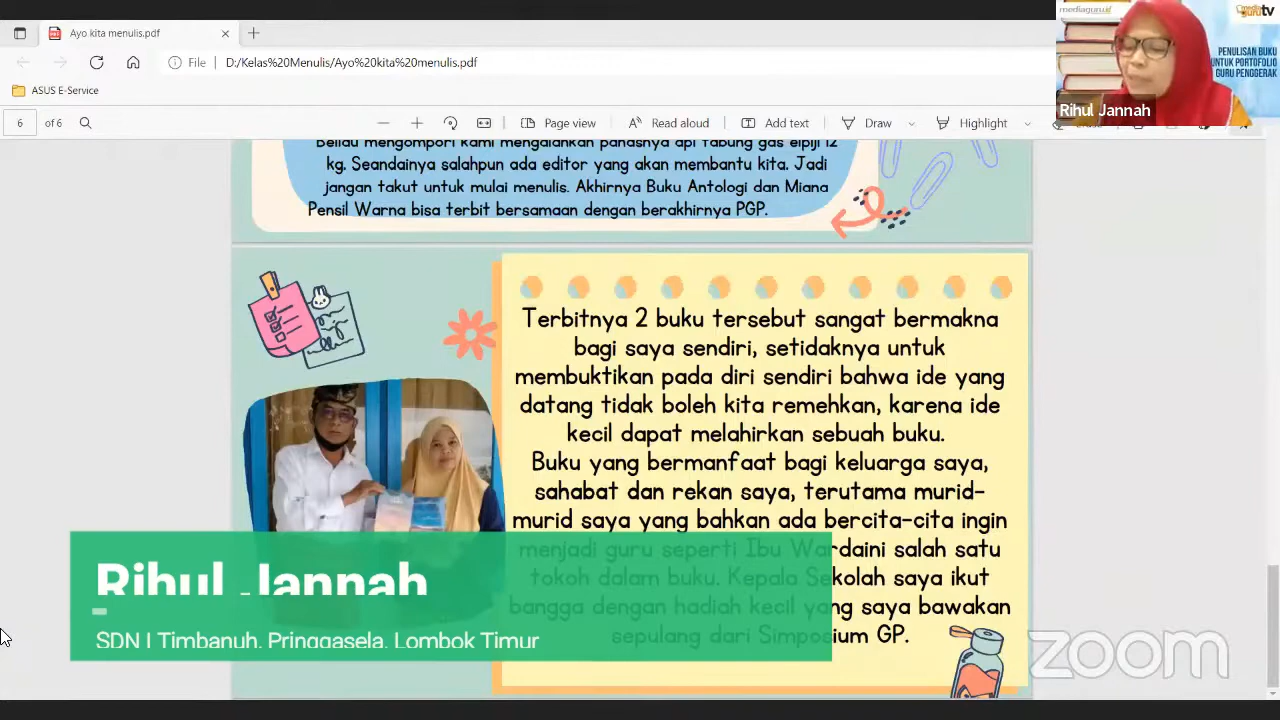 Ayo kita menulis.pdf
File
D:/Kelas%20Menulis/Ayo%20kita%20menulis.pdf
ASUS E-Service
6 of 6
Page view
Read aloud
Add text
Draw
Highlight
mediaguru.id
mediaguru tv
PENULISAN BUKU
UNTUK PORTOFOLIO
GURU PENGGERAK
Rihul Jannah
Beliau mengompori kami mengalahkan panasnya api tabung gas elpiji 12
kg. Seandainya salahpun ada editor yang akan membantu kita. Jadi
jangan takut untuk mulai menulis. Akhirnya Buku Antologi dan Miana
Pensil Warna bisa terbit bersamaan dengan berakhirnya PGP.
Terbitnya 2 buku tersebut sangat bermakna
bagi saya sendiri, setidaknya untuk
membuktikan pada diri sendiri bahwa ide yang
datang tidak boleh kita remehkan, karena ide
kecil dapat melahirkan sebuah buku.
Buku yang bermanfaat bagi keluarga saya,
sahabat dan rekan saya, terutama murid-
murid saya yang bahkan ada bercita-cita ingin
menjadi guru seperti Ibu Wardaini salah satu
tokoh dalam buku. Kepala Sekolah saya ikut
bangga dengan hadiah kecil yang saya bawakan
sepulang dari Simposium GP.
Rihul Jannah
SDN I Timbanuh, Pringgasela, Lombok Timur
zoom